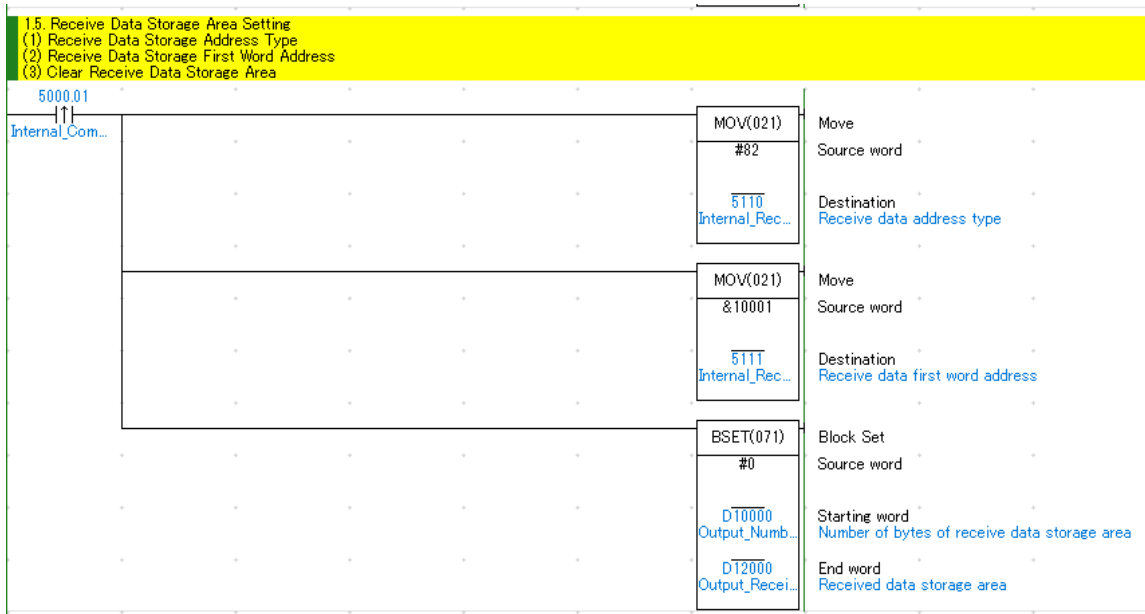 1.5. Receive Data Storage Area Setting
(1) Receive Data Storage Address Type
(2) Receive Data Storage First Word Address
(3) Clear Receive Data Storage Area
5000.01
Internal_Com...
MOV(021)
Move
#82
Source word
5110
Destination
Internal_Rec...
Receive data address type
MOV(021)
Move
&10001
Source word
5111
Destination
Internal_Rec...
Receive data first word address
BSET(071)
Block Set
#0
Source word
D10000
Starting word
Output_Numb...
Number of bytes of receive data storage area
D12000
End word
Output_Recei...
Received data storage area